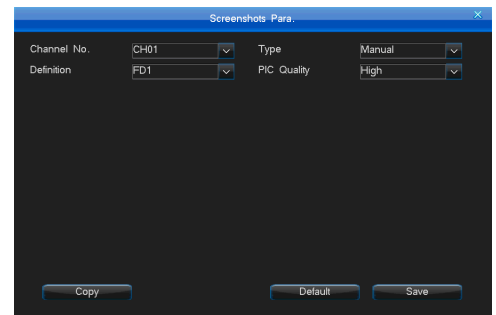 Screenshots Para.
Channel No. CH01 Type Manual
Definition FD1 PIC Quality High
Copy Default Save